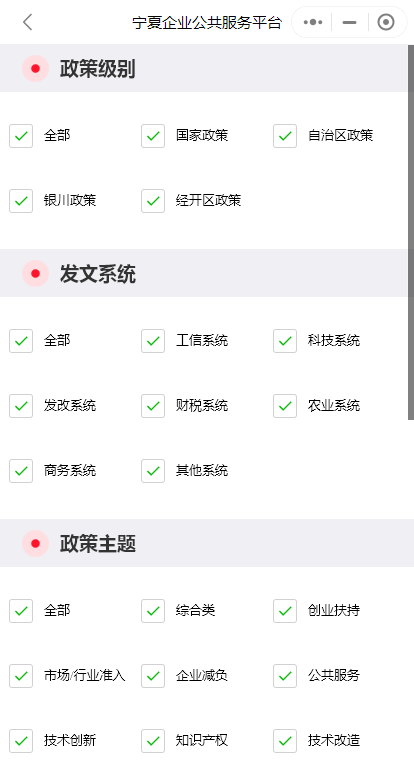 宁夏企业公共服务平台
政策级别
全部 国家政策 自治区政策
银川政策 经开区政策
发文系统
全部 工信系统 科技系统
发改系统 财税系统 农业系统
商务系统 其他系统
政策主题
全部 综合类 创业扶持
市场/行业准入 企业减负 公共服务
技术创新 知识产权 技术改造